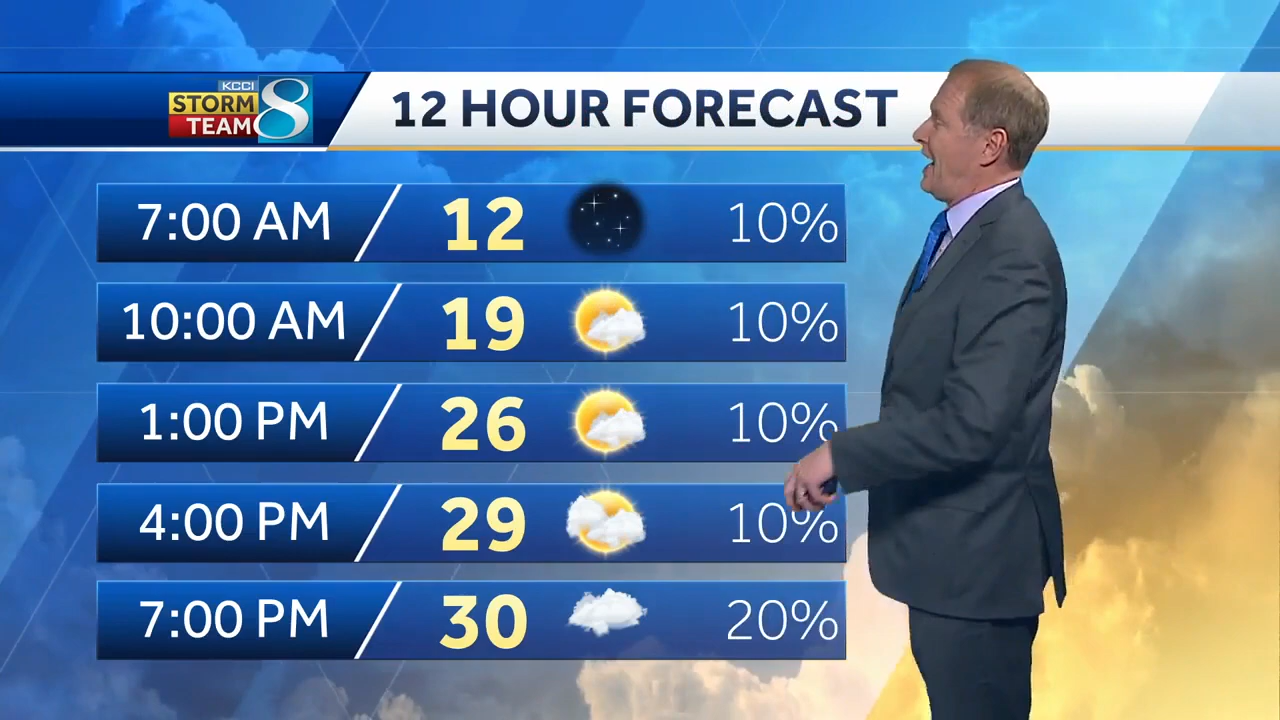 KCCI
STORM
TEAM 8
12 HOUR FORECAST
7:00 AM 12 10%
10:00 AM 19 10%
1:00 PM 26 10%
4:00 PM 29 10%
7:00 PM 30 20%